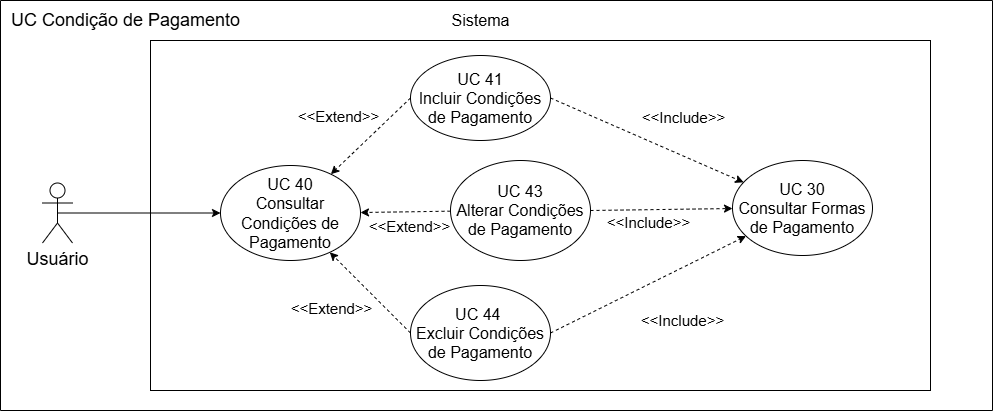 UC Condição de Pagamento
Sistema
UC 41
Incluir Condições
de Pagamento
<<Extend>>
<<Include>>
UC 40
Consultar
Condições de
Pagamento
UC 43
Alterar Condições
de Pagamento
UC 30
Consultar Formas
de Pagamento
<<Extend>>
<<Include>>
Usuário
<<Extend>>
UC 44
Excluir Condições
de Pagamento
<<Include>>